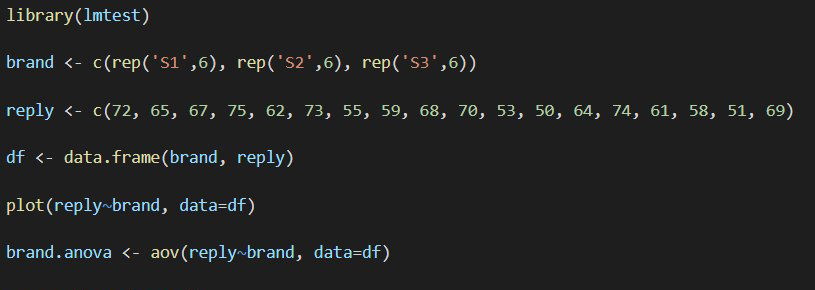 library(lmtest)
brand <- c(rep('S1',6), rep('S2',6), rep('S3',6))
reply <- c(72, 65, 67, 75, 62, 73, 55, 59, 68, 70, 53, 50, 64, 74, 61, 58, 51, 69)
df <- data.frame(brand, reply)
plot(reply~brand, data=df)
brand.anova <- aov(reply~brand, data=df)